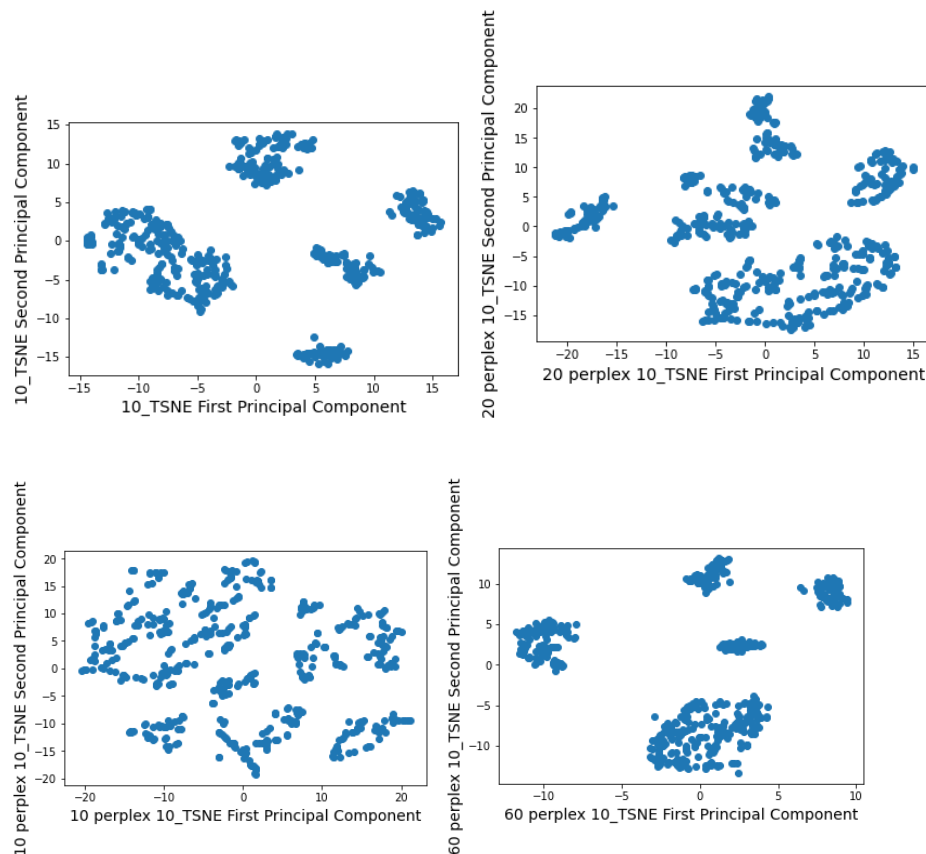 10_TSNE Second Principal Component
15
10
5
0
−5
−10
−15
−15 −10 −5 0 5 10 15
10_TSNE First Principal Component
20 perplex 10_TSNE Second Principal Component
20
15
10
5
0
−5
−10
−15
−20 −15 −10 −5 0 5 10 15
20 perplex 10_TSNE First Principal Component
10 perplex 10_TSNE Second Principal Component
20
15
10
5
0
−5
−10
−15
−20
−20 −10 0 10 20
10 perplex 10_TSNE First Principal Component
60 perplex 10_TSNE Second Principal Component
10
5
0
−5
−10
−10 −5 0 5 10
60 perplex 10_TSNE First Principal Component